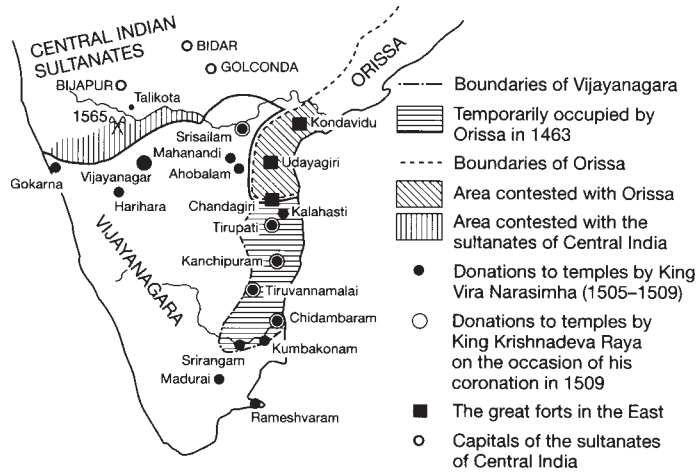 CENTRAL INDIAN
SULTANATES
BIDAR
GOLCONDA
BIJAPUR
Talikota
1565
ORISSA
Srisailam
Kondavidu
Mahanandi
Udayagiri
Ahobalam
Gokarna
Vijayanagar
Harihara
Chandagiri
Kalahasti
Tirupati
VIJAYANAGARA
Kanchipuram
Tiruvannamalai
Chidambaram
Kumbakonam
Srirangam
Madurai
Rameshvaram
Boundaries of Vijayanagara
Temporarily occupied by
Orissa in 1463
Boundaries of Orissa
Area contested with Orissa
Area contested with the
sultanates of Central India
Donations to temples by King
Vira Narasimha (1505–1509)
Donations to temples by
King Krishnadeva Raya
on the occasion of his
coronation in 1509
The great forts in the East
Capitals of the sultanates
of Central India